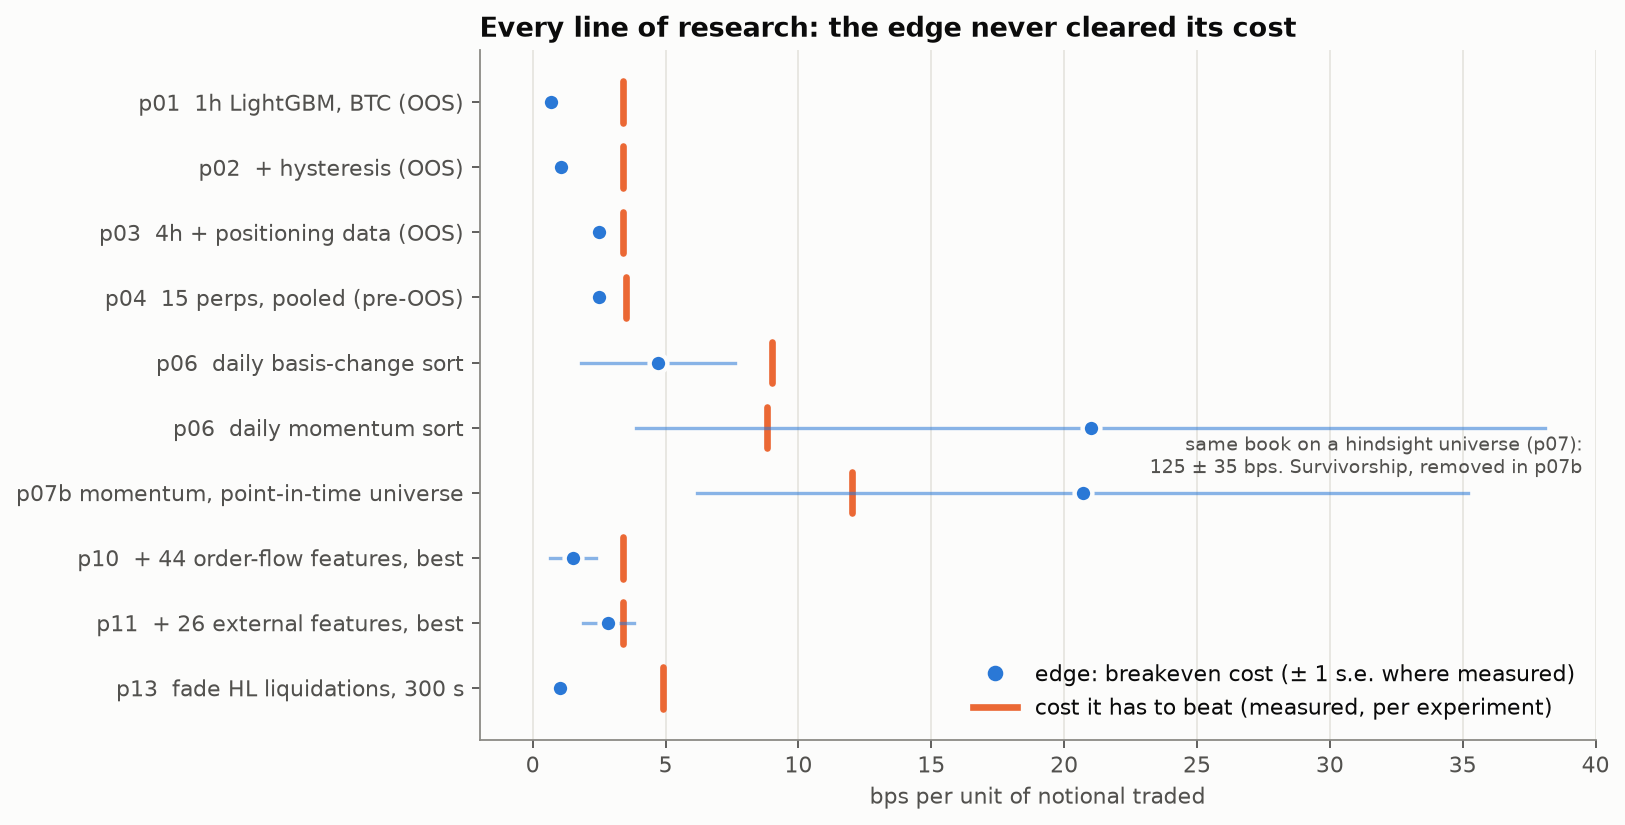 Every line of research: the edge never cleared its cost
p01  1h LightGBM, BTC (OOS)
p02  + hysteresis (OOS)
p03  4h + positioning data (OOS)
p04  15 perps, pooled (pre-OOS)
p06  daily basis-change sort
p06  daily momentum sort
same book on a hindsight universe (p07):
125 ± 35 bps. Survivorship, removed in p07b
p07b momentum, point-in-time universe
p10  + 44 order-flow features, best
p11  + 26 external features, best
p13  fade HL liquidations, 300 s
edge: breakeven cost (± 1 s.e. where measured)
cost it has to beat (measured, per experiment)
0 5 10 15 20 25 30 35 40
bps per unit of notional traded